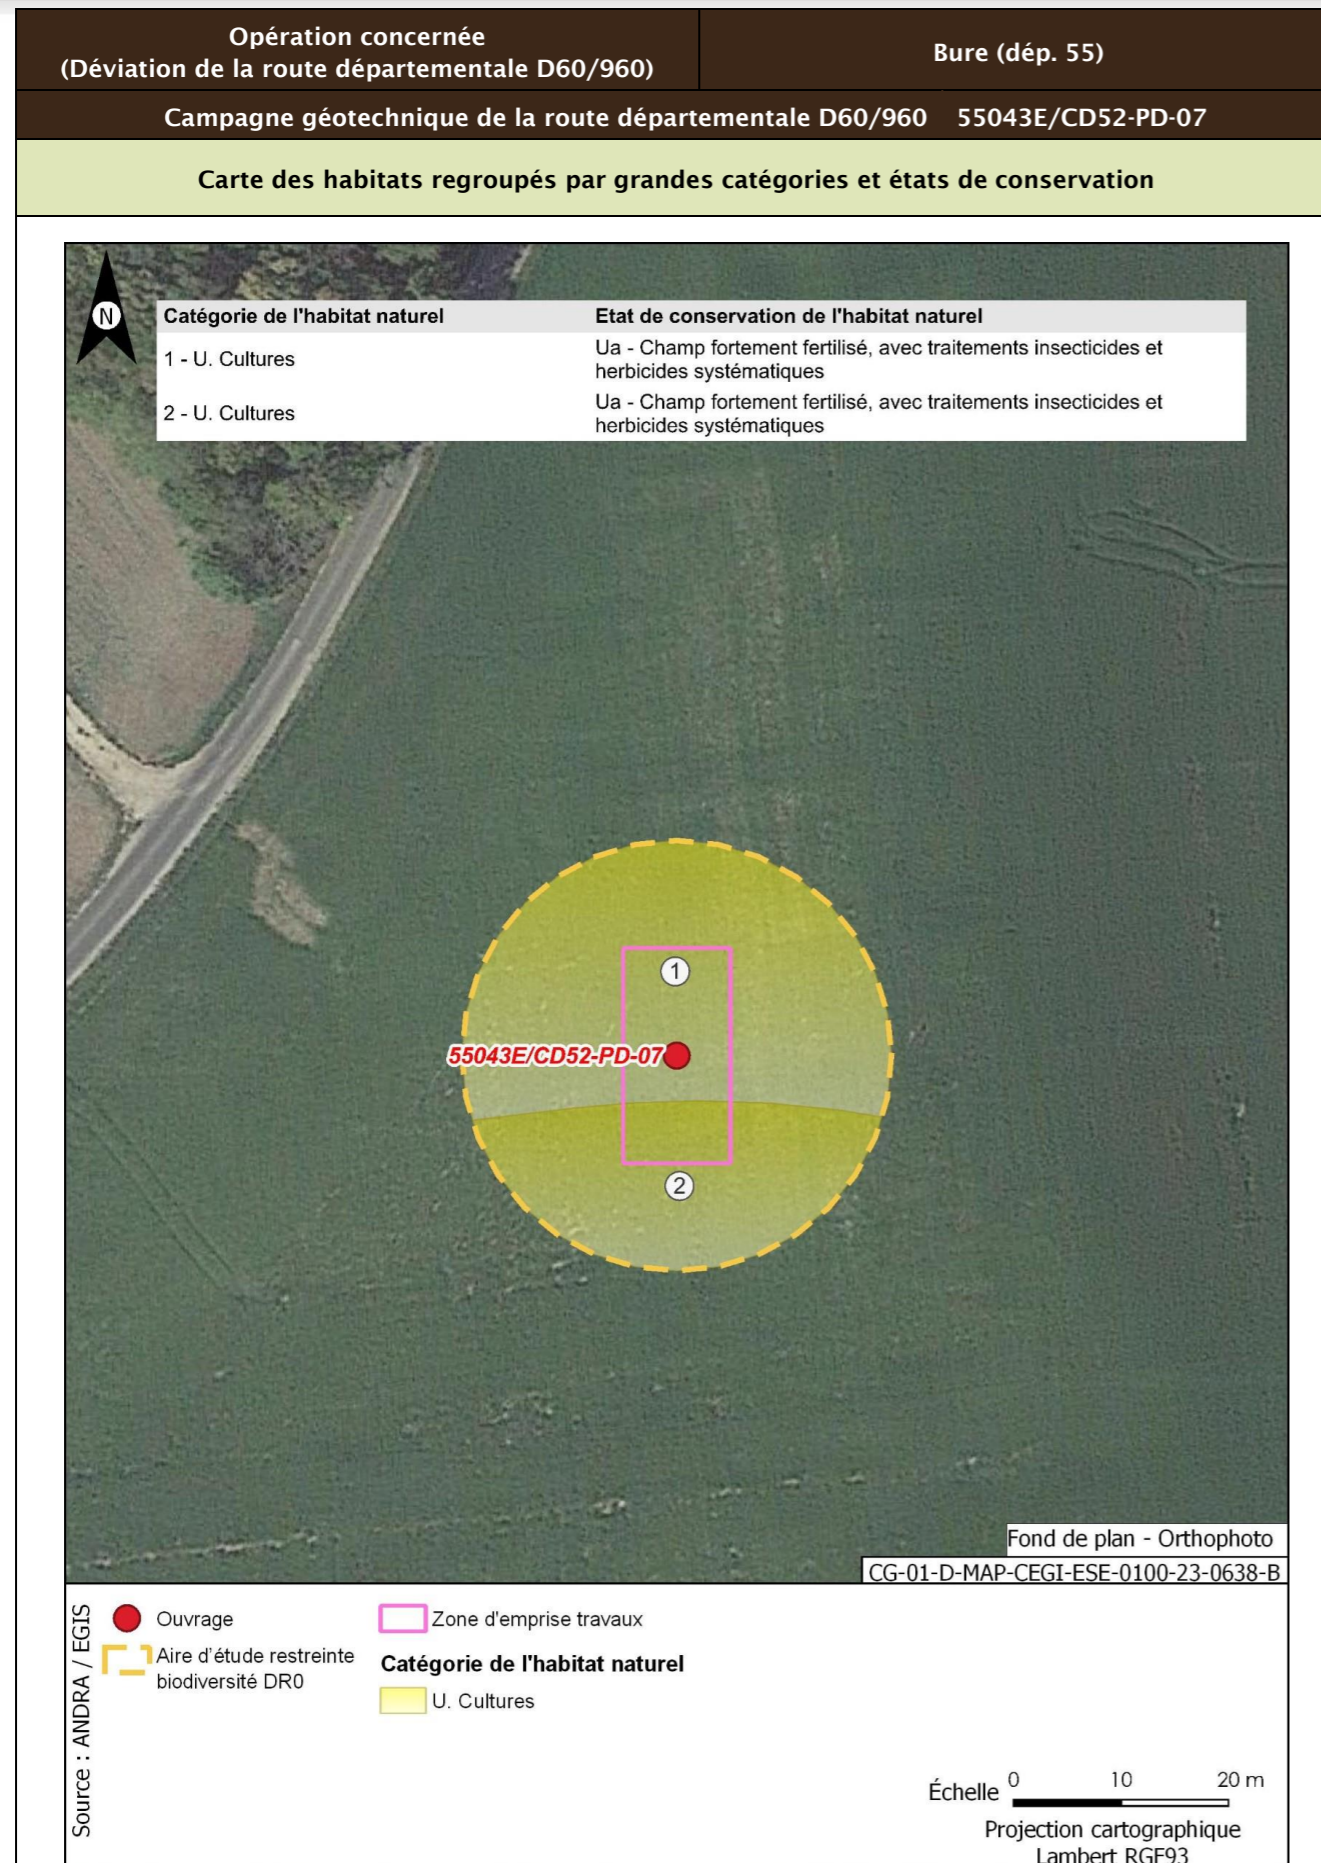 Opération concernée
(Déviation de la route départementale D60/960)
Bure (dép. 55)
Campagne géotechnique de la route départementale D60/960 55043E/CD52-PD-07
Carte des habitats regroupés par grandes catégories et états de conservation
N
Catégorie de l'habitat naturel
Etat de conservation de l'habitat naturel
1 - U. Cultures
Ua - Champ fortement fertilisé, avec traitements insecticides et
herbicides systématiques
2 - U. Cultures
Ua - Champ fortement fertilisé, avec traitements insecticides et
herbicides systématiques
1
55043E/CD52-PD-07
2
Fond de plan - Orthophoto
CG-01-D-MAP-CEGI-ESE-0100-23-0638-B
Source : ANDRA / EGIS
Ouvrage
Aire d'étude restreinte
biodiversité DR0
Zone d'emprise travaux
Catégorie de l'habitat naturel
U. Cultures
Échelle 0 10 20 m
Projection cartographique
Lambert RGF93